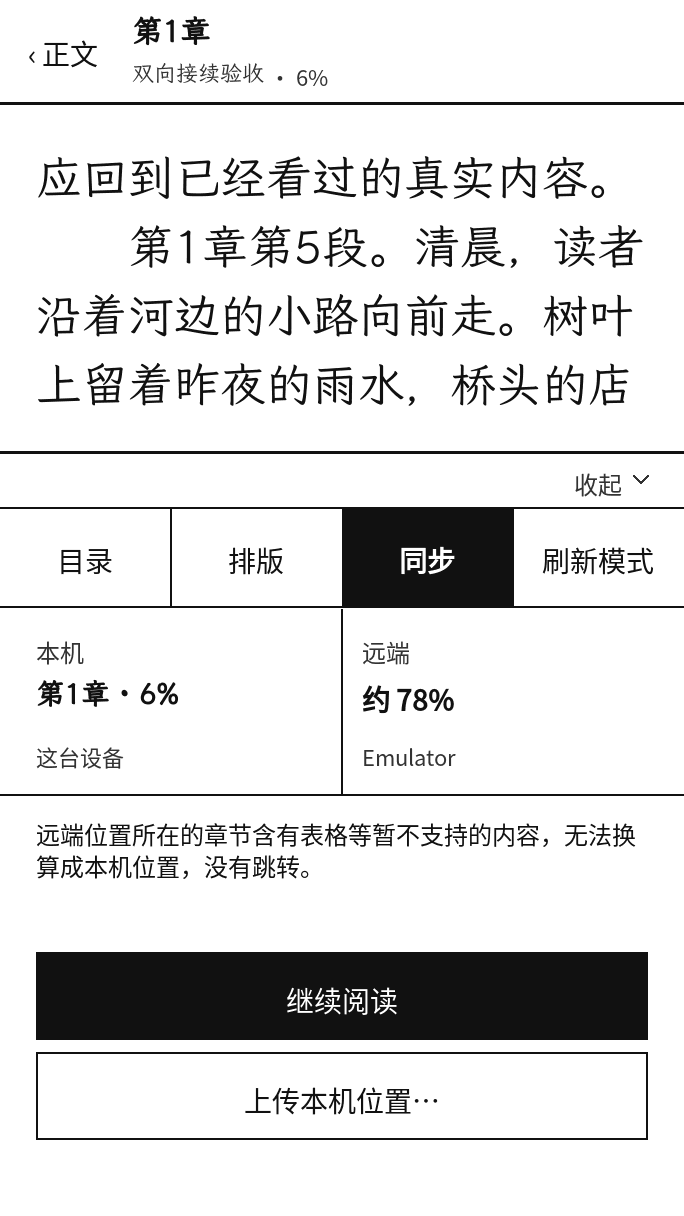 ‹ 正文
第1章
双向接续验收 • 6%
应回到已经看过的真实内容。
第1章第5段。清晨，读者
沿着河边的小路向前走。树叶
上留着昨夜的雨水，桥头的店
收起
目录 排版 同步 刷新模式
本机 远端
第1章 • 6% 约 78%
这台设备 Emulator
远端位置所在的章节含有表格等暂不支持的内容，无法换
算成本机位置，没有跳转。
继续阅读
上传本机位置…